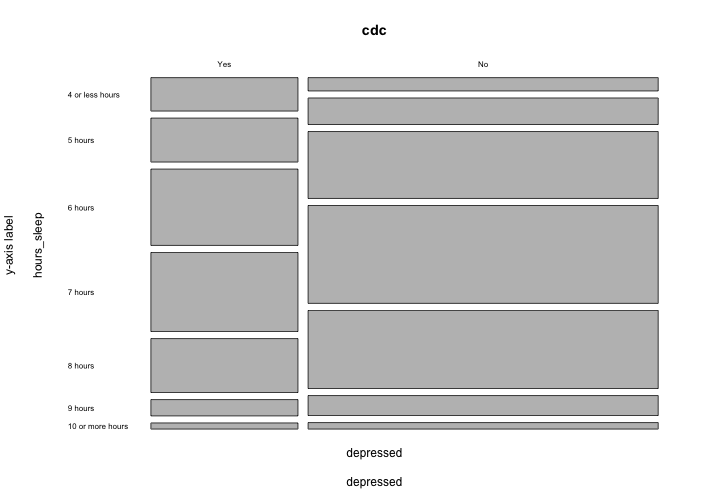 cdc
Yes No
4 or less hours
5 hours
6 hours
7 hours
8 hours
9 hours
10 or more hours
y-axis label
hours_sleep
depressed
depressed